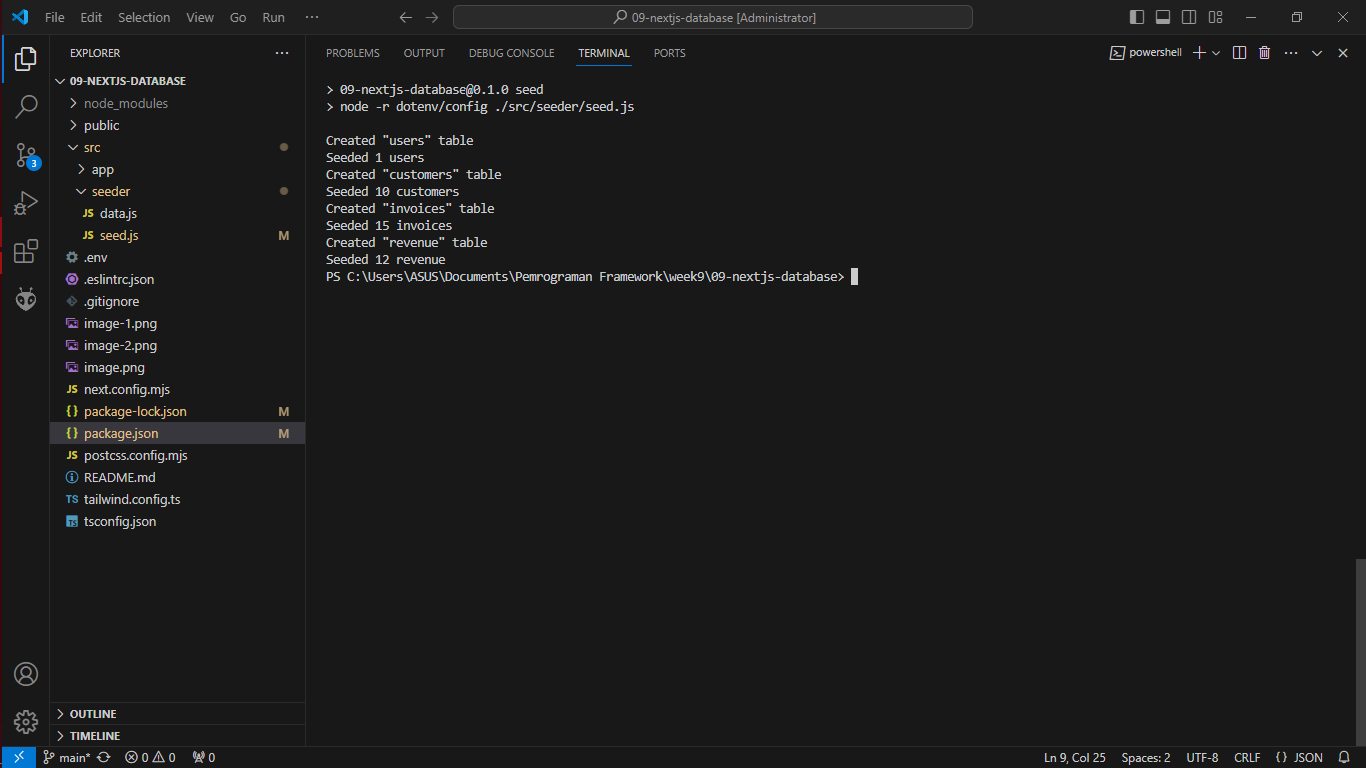 File Edit Selection View Go Run ···
09-nextjs-database [Administrator]
EXPLORER
09-NEXTJS-DATABASE
node_modules
public
src
app
seeder
JS data.js
JS seed.js M
.env
.eslintrc.json
.gitignore
image-1.png
image-2.png
image.png
JS next.config.mjs
{} package-lock.json M
{} package.json M
JS postcss.config.mjs
README.md
TS tailwind.config.ts
TS tsconfig.json
OUTLINE
TIMELINE
3
PROBLEMS OUTPUT DEBUG CONSOLE TERMINAL PORTS
powershell
> 09-nextjs-database@0.1.0 seed
> node -r dotenv/config ./src/seeder/seed.js
Created "users" table
Seeded 1 users
Created "customers" table
Seeded 10 customers
Created "invoices" table
Seeded 15 invoices
Created "revenue" table
Seeded 12 revenue
PS C:\Users\ASUS\Documents\Pemrograman Framework\week9\09-nextjs-database>
main* 0 0 0 Ln 9, Col 25 Spaces: 2 UTF-8 CRLF {} JSON